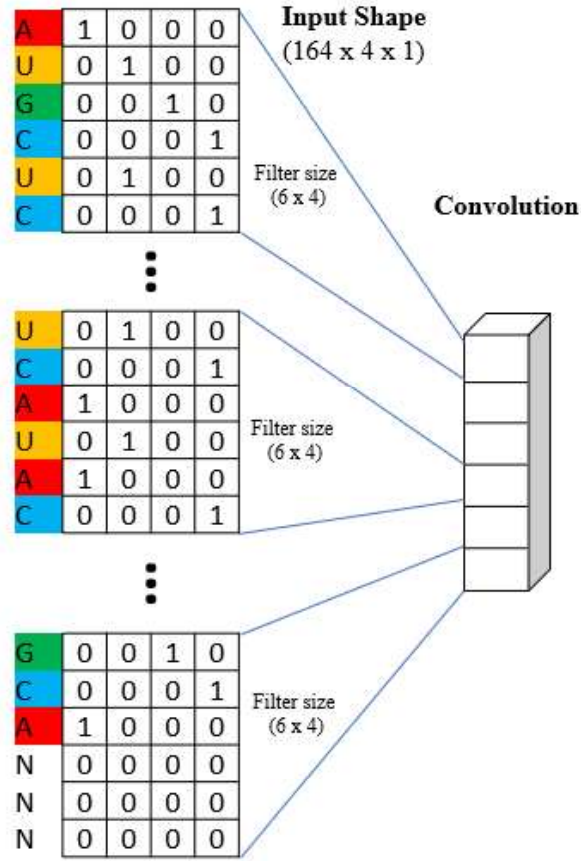 Input Shape
(164 x 4 x 1)
A 1 0 0 0
U 0 1 0 0
G 0 0 1 0
C 0 0 0 1
U 0 1 0 0
C 0 0 0 1
Filter size
(6 x 4)
Convolution
U 0 1 0 0
C 0 0 0 1
A 1 0 0 0
U 0 1 0 0
A 1 0 0 0
C 0 0 0 1
Filter size
(6 x 4)
G 0 0 1 0
C 0 0 0 1
A 1 0 0 0
N 0 0 0 0
N 0 0 0 0
N 0 0 0 0
Filter size
(6 x 4)